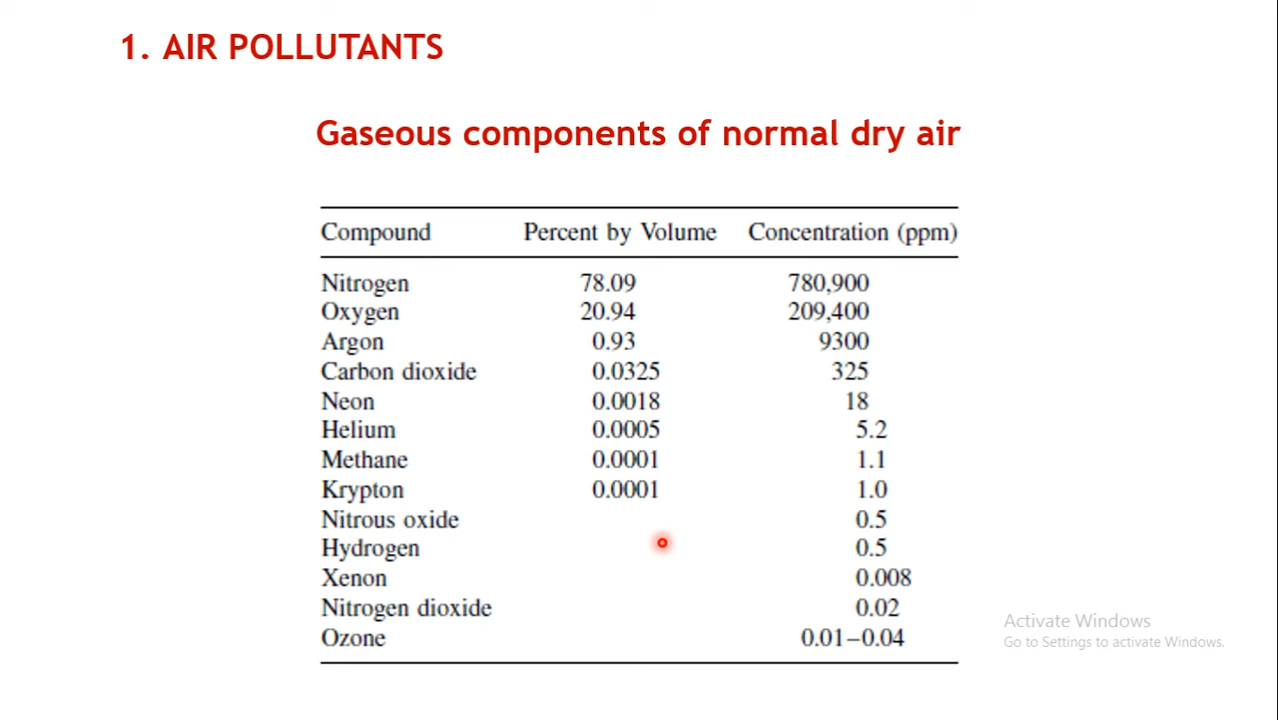 1. AIR POLLUTANTS
Gaseous components of normal dry air
Compound Percent by Volume Concentration (ppm)
Nitrogen 78.09 780,900
Oxygen 20.94 209,400
Argon 0.93 9300
Carbon dioxide 0.0325 325
Neon 0.0018 18
Helium 0.0005 5.2
Methane 0.0001 1.1
Krypton 0.0001 1.0
Nitrous oxide 0.5
Hydrogen 0.5
Xenon 0.008
Nitrogen dioxide 0.02
Ozone 0.01–0.04
Activate Windows
Go to Settings to activate Windows.